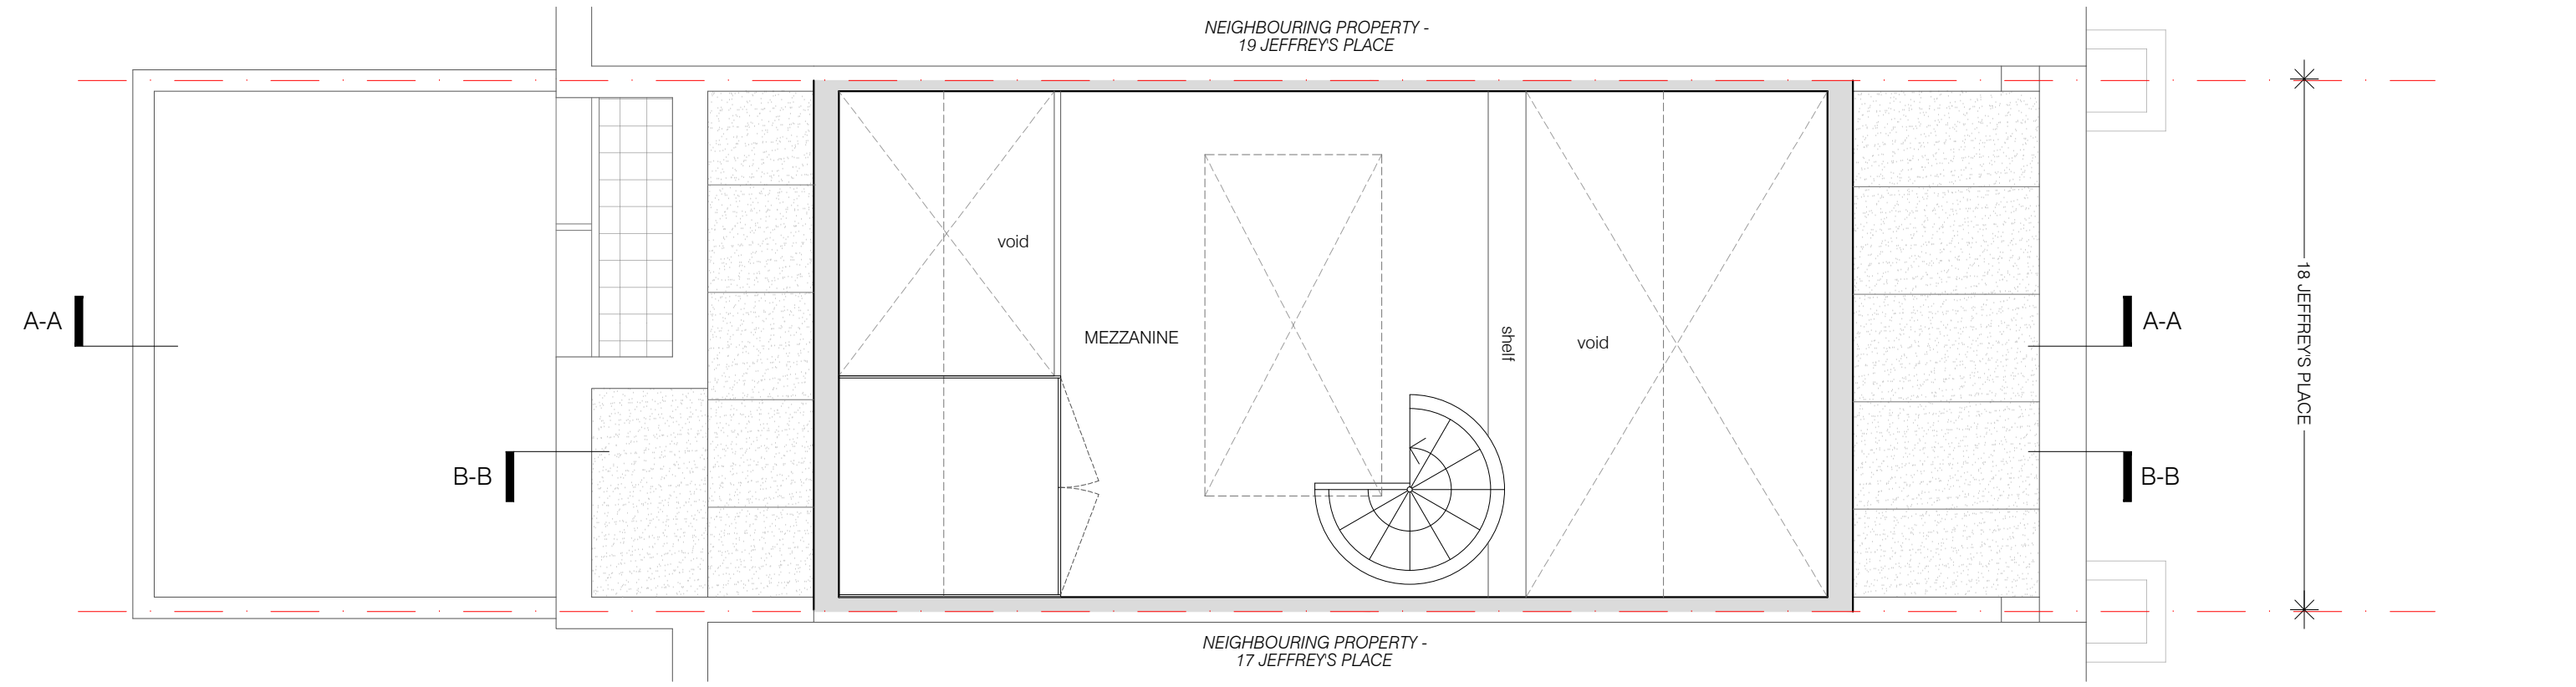 NEIGHBOURING PROPERTY -
19 JEFFREY'S PLACE
void
A-A
MEZZANINE
shelf
void
A-A
18 JEFFREY'S PLACE
B-B
B-B
NEIGHBOURING PROPERTY -
17 JEFFREY'S PLACE